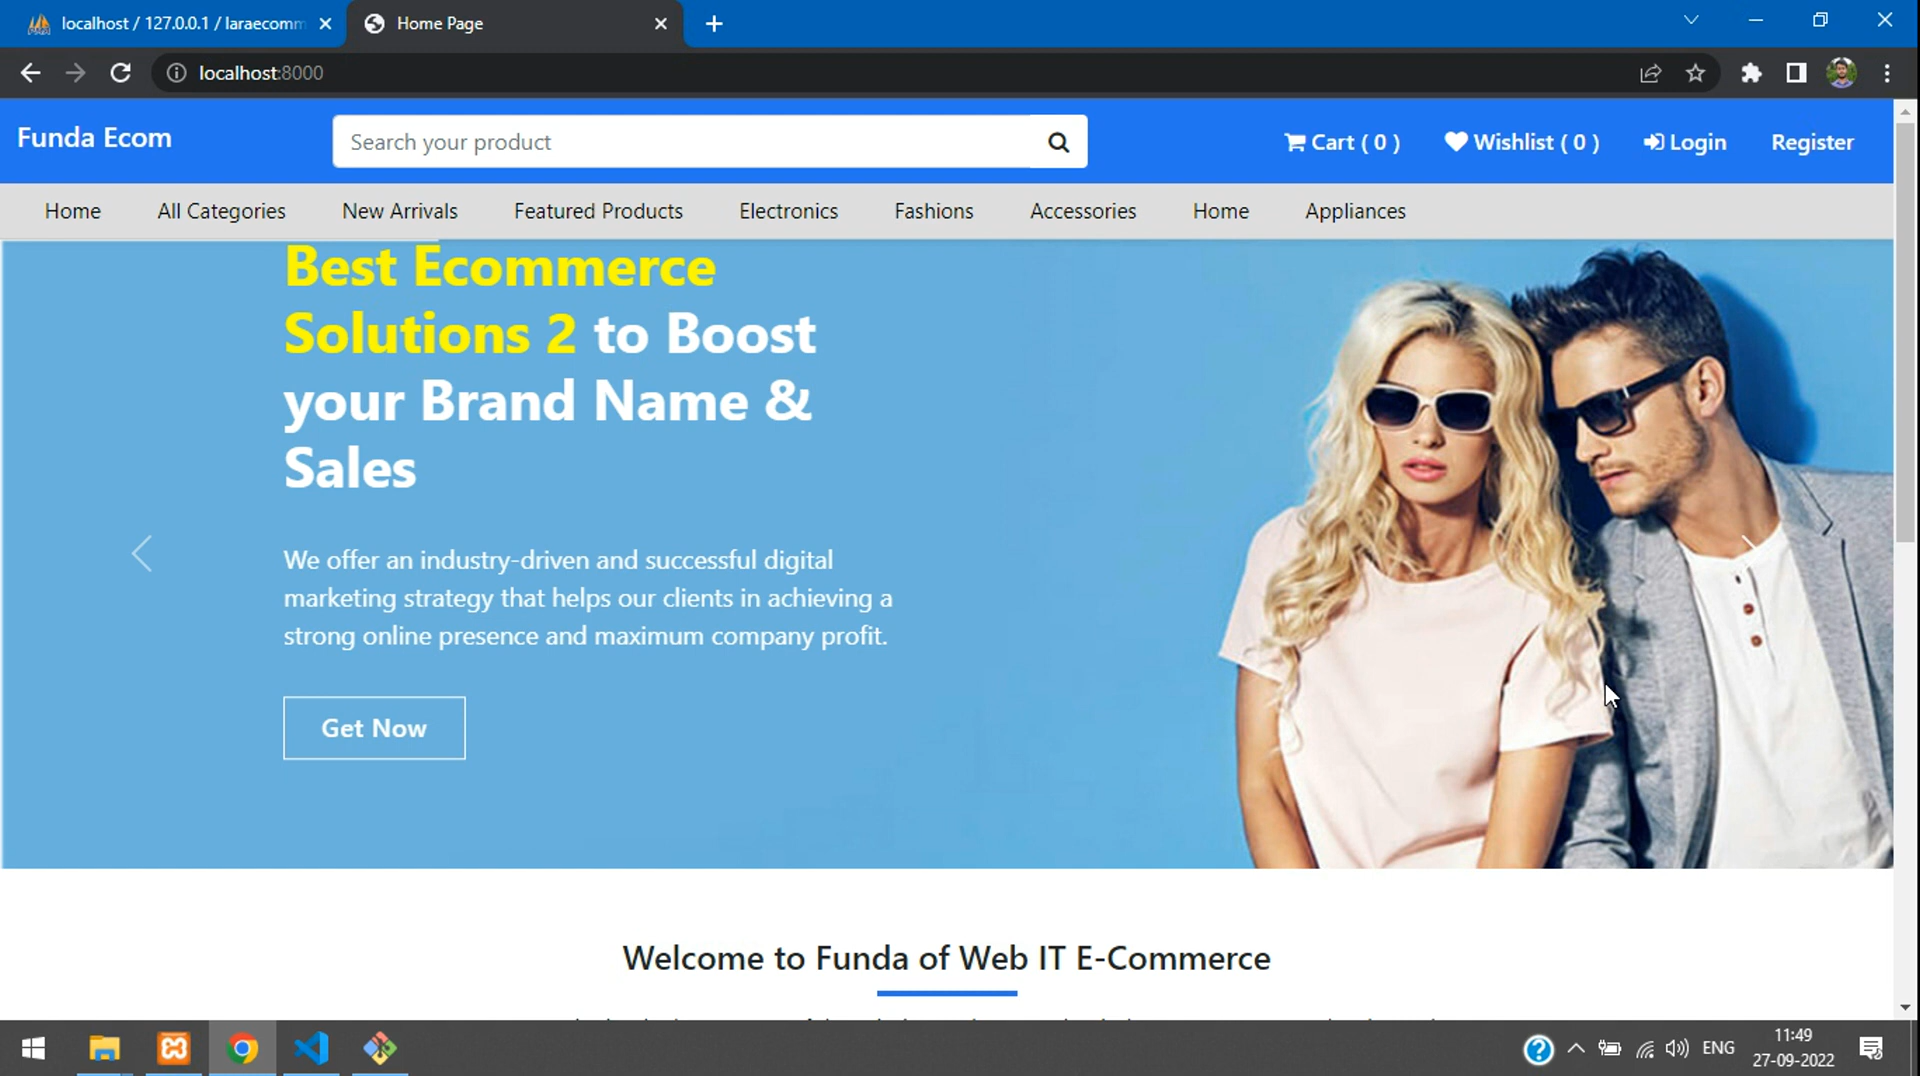 localhost / 127.0.0.1 / laraecomm
Home Page
localhost:8000
Funda Ecom
Search your product
Cart ( 0 )
Wishlist ( 0 )
Login
Register
Home
All Categories
New Arrivals
Featured Products
Electronics
Fashions
Accessories
Home
Appliances
Best Ecommerce
Solutions 2 to Boost
your Brand Name &
Sales
We offer an industry-driven and successful digital
marketing strategy that helps our clients in achieving a
strong online presence and maximum company profit.
Get Now
Welcome to Funda of Web IT E-Commerce
ENG
11:49
27-09-2022